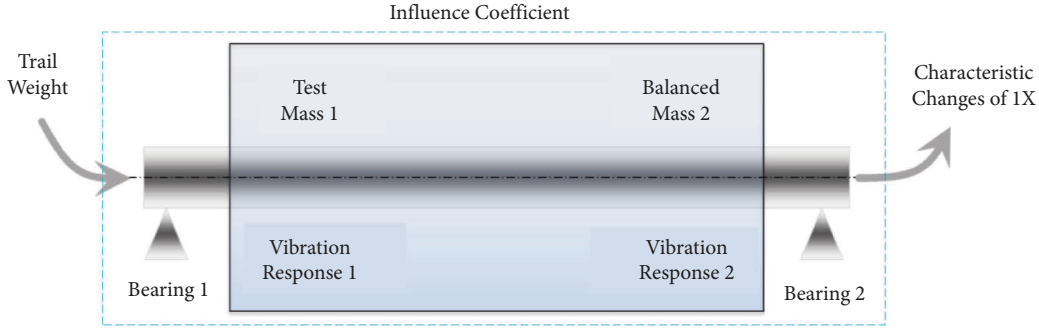 Influence Coefficient
Trail
Weight
Test
Mass 1
Balanced
Mass 2
Characteristic
Changes of 1X
Vibration
Response 1
Vibration
Response 2
Bearing 1
Bearing 2